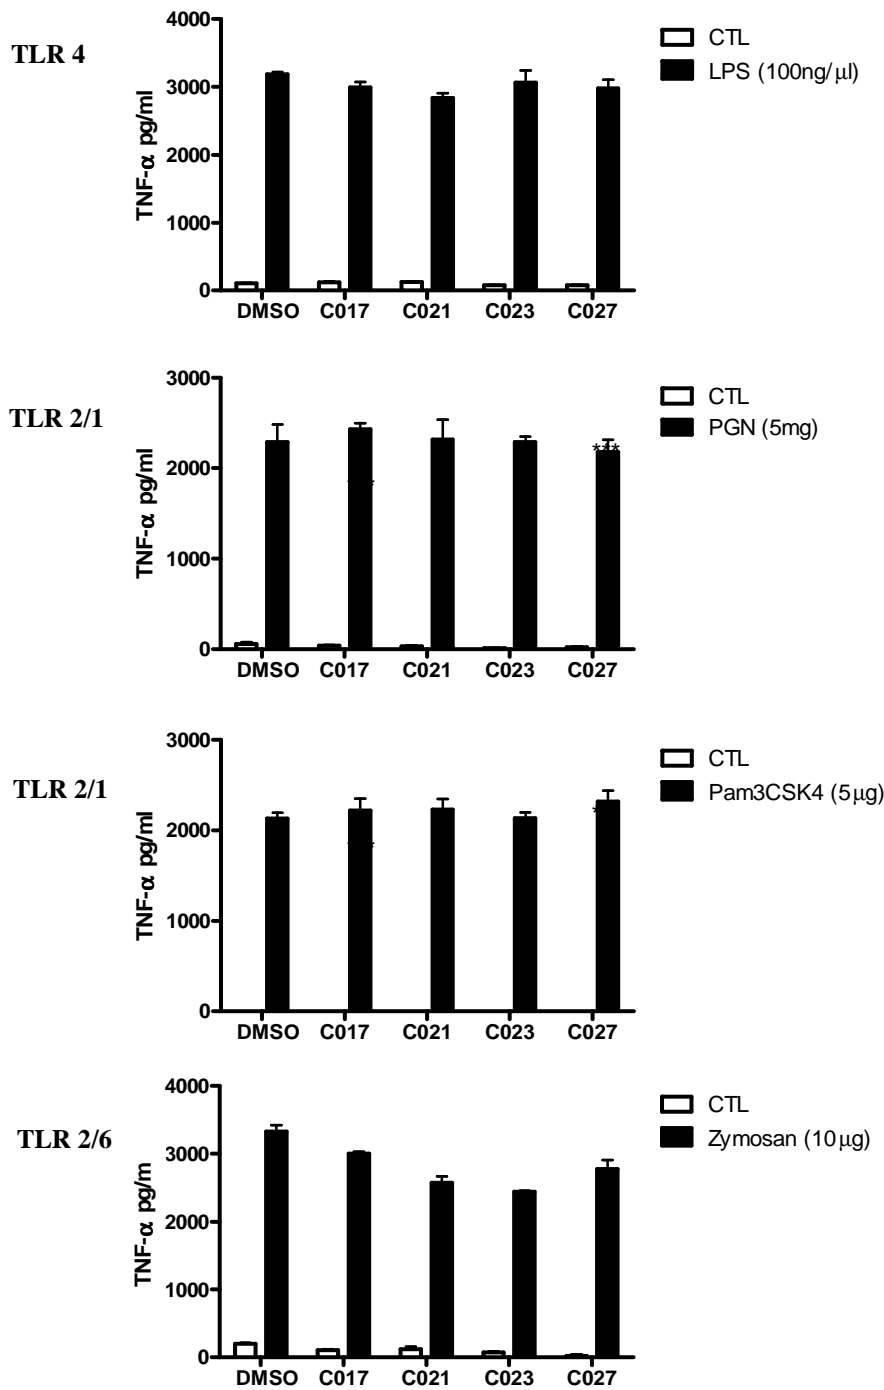 TLR 4
TNF-α pg/ml
4000
3000
2000
1000
0
DMSO C017 C021 C023 C027
CTL
LPS (100ng/μl)
TLR 2/1
TNF-α pg/ml
3000
2000
1000
0
DMSO C017 C021 C023 C027
CTL
PGN (5mg)
***
TLR 2/1
TNF-α pg/ml
3000
2000
1000
0
DMSO C017 C021 C023 C027
CTL
Pam3CSK4 (5μg)
TLR 2/6
TNF-α pg/m
4000
3000
2000
1000
0
DMSO C017 C021 C023 C027
CTL
Zymosan (10μg)